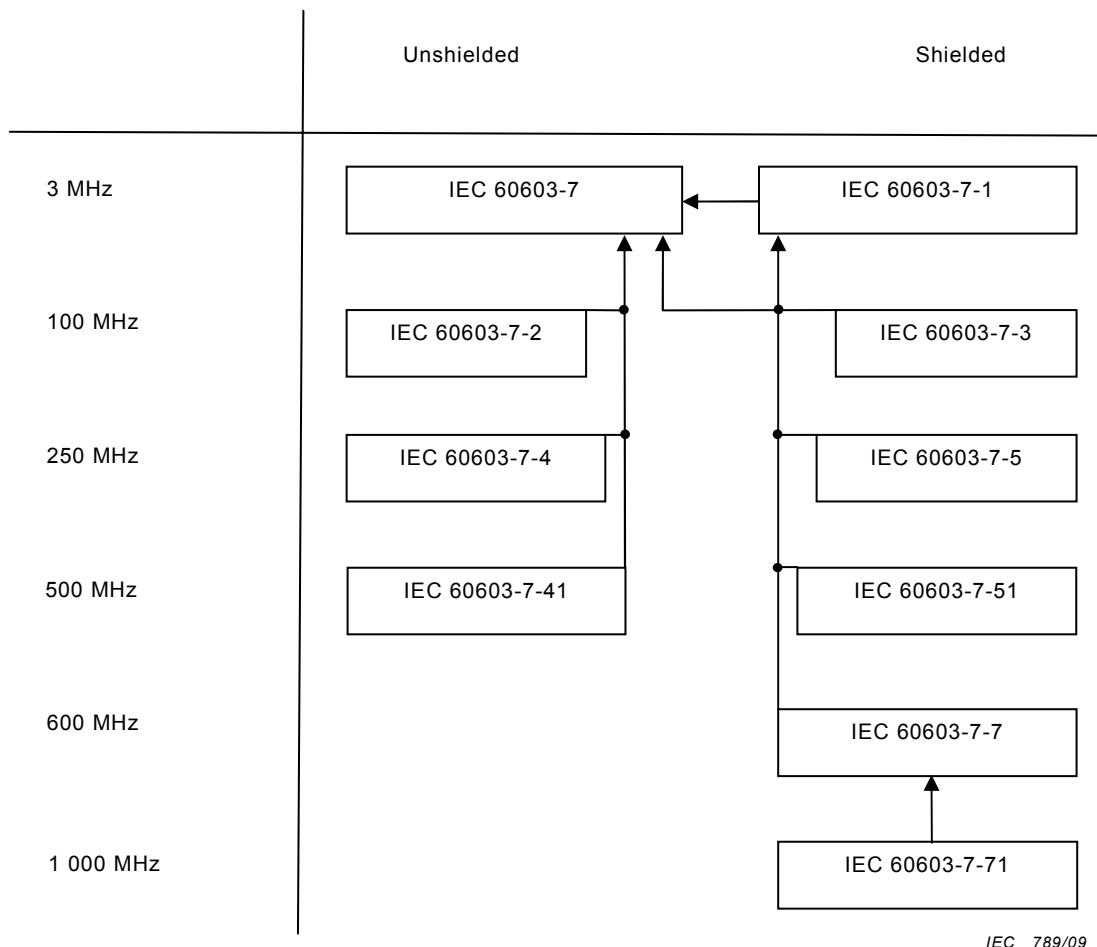 Unshielded Shielded
3 MHz IEC 60603-7 IEC 60603-7-1
100 MHz IEC 60603-7-2 IEC 60603-7-3
250 MHz IEC 60603-7-4 IEC 60603-7-5
500 MHz IEC 60603-7-41 IEC 60603-7-51
600 MHz IEC 60603-7-7
1 000 MHz IEC 60603-7-71
IEC 789/09